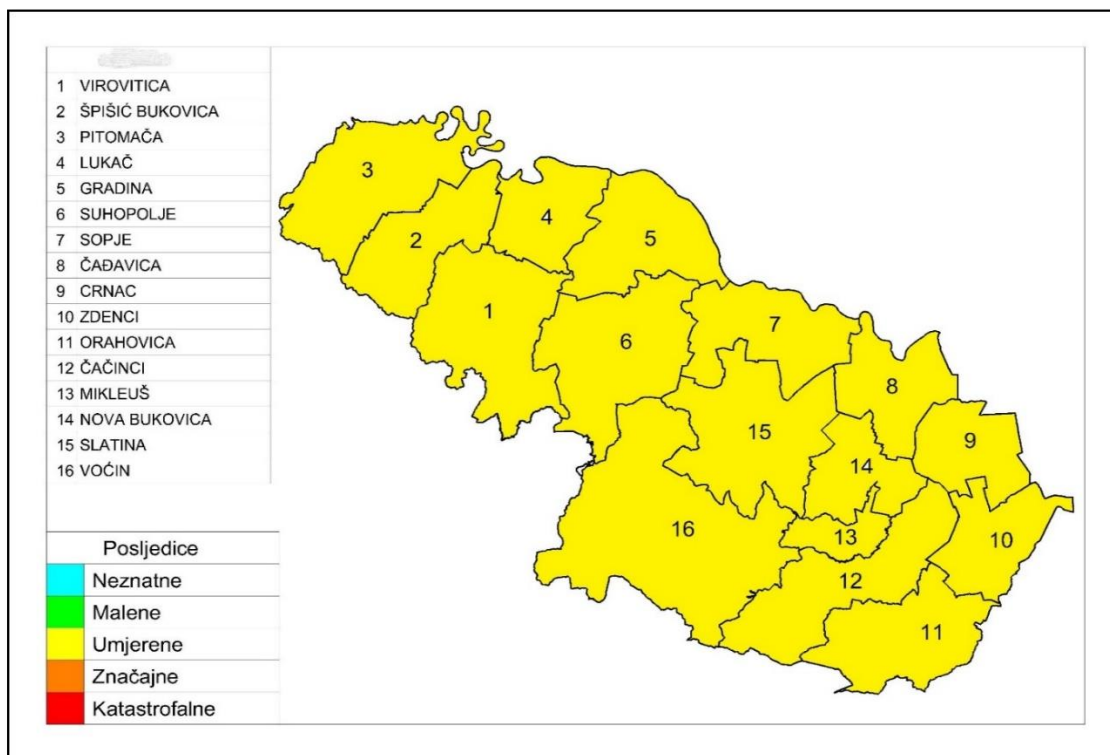 1 VIROVITICA
2 ŠPIŠIĆ BUKOVICA
3 PITOMAČA
4 LUKAČ
5 GRADINA
6 SUHOPOLJE
7 SOPJE
8 ČAĐAVICA
9 CRNAC
10 ZDENCI
11 ORAHOVICA
12 ČAČINCI
13 MIKLEUŠ
14 NOVA BUKOVICA
15 SLATINA
16 VOĆIN
Posljedice
Neznatne
Malene
Umjerene
Značajne
Katastrofalne
3
4
2
5
1
6
7
8
15
9
14
16
13
10
12
11